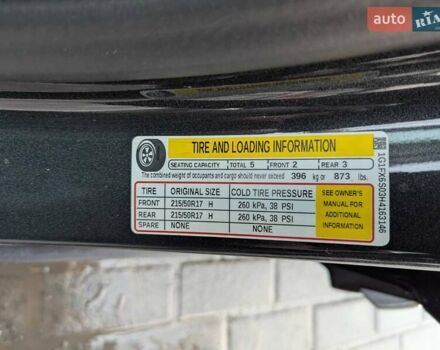 auto RIA
TIRE AND LOADING INFORMATION
SEATING CAPACITY TOTAL 5 FRONT 2 REAR 3
The combined weight of occupants and cargo should never exceed 396 kg or 873 lbs.
TIRE ORIGINAL SIZE COLD TIRE PRESSURE SEE OWNER'S
FRONT 215/50R17 H 260 kPa, 38 PSI MANUAL FOR
REAR 215/50R17 H 260 kPa, 38 PSI ADDITIONAL
SPARE NONE NONE INFORMATION
1G1FX6S03H4163146